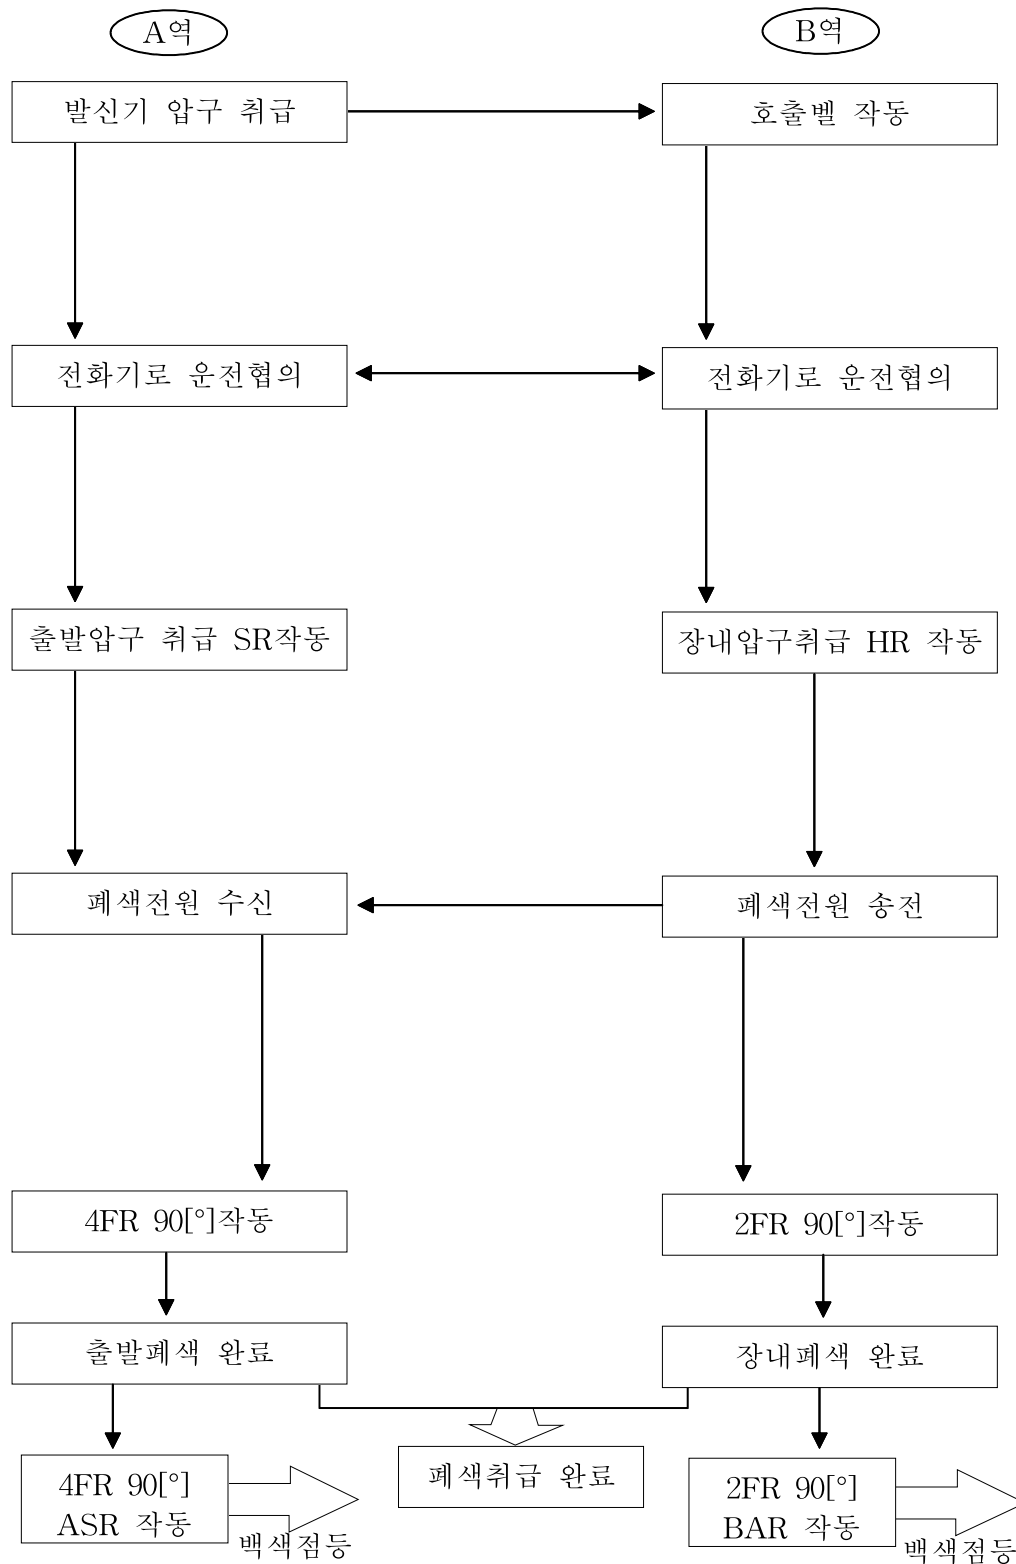 A역
B역
발신기 압구 취급
호출벨 작동
전화기로 운전협의
전화기로 운전협의
출발압구 취급 SR작동
장내압구취급 HR 작동
폐색전원 수신
폐색전원 송전
4FR 90[°]작동
2FR 90[°]작동
출발폐색 완료
장내폐색 완료
4FR 90[°]
ASR 작동
백색점등
폐색취급 완료
2FR 90[°]
BAR 작동
백색점등